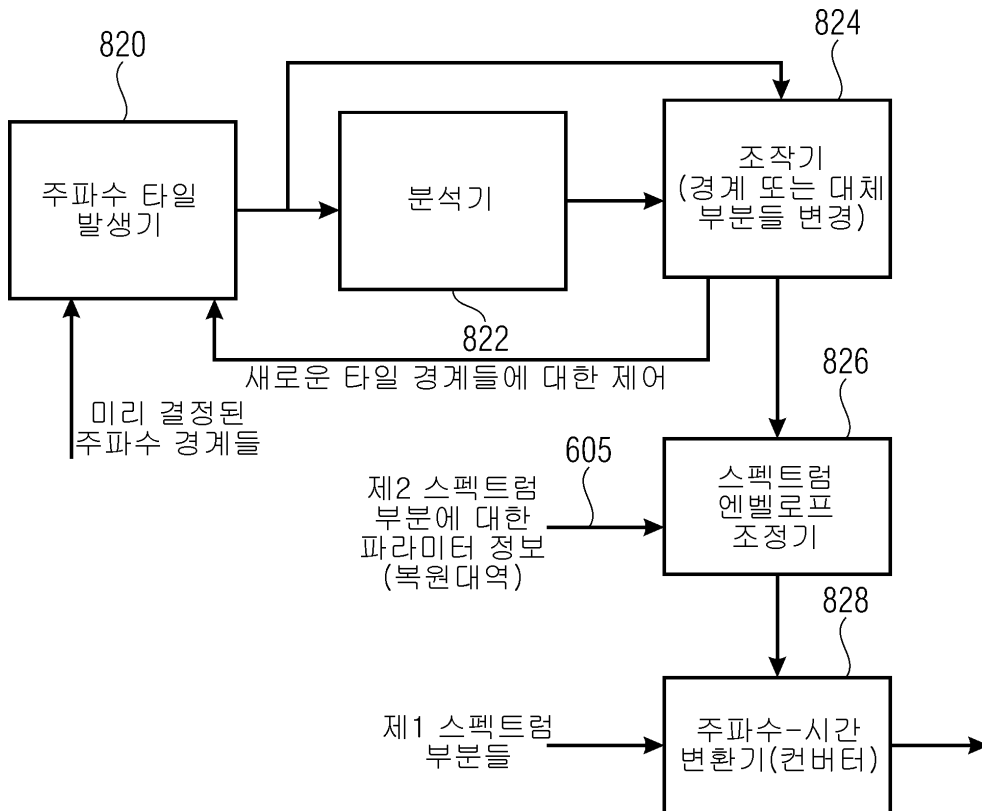 820
824
주파수 타일
발생기
분석기
조작기
(경계 또는 대체
부분들 변경)
822
새로운 타일 경계들에 대한 제어
미리 결정된
주파수 경계들
826
605
제2 스펙트럼
부분에 대한
파라미터 정보
(복원대역)
스펙트럼
엔벨로프
조정기
828
제1 스펙트럼
부분들
주파수-시간
변환기(컨버터)